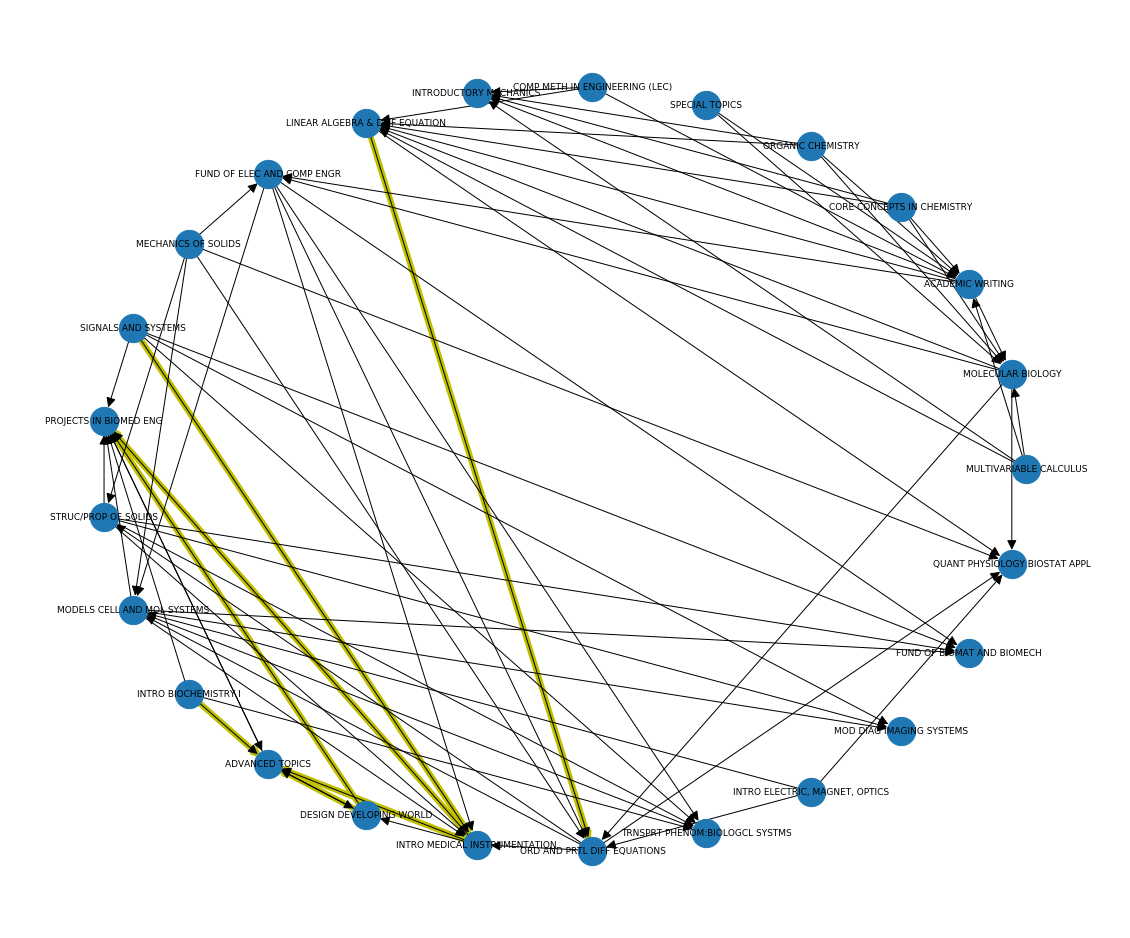 COMP METH IN ENGINEERING (LEC)
INTRODUCTORY MECHANICS
SPECIAL TOPICS
LINEAR ALGEBRA & DIFF EQUATION
ORGANIC CHEMISTRY
FUND OF ELEC AND COMP ENGR
CORE CONCEPTS IN CHEMISTRY
MECHANICS OF SOLIDS
ACADEMIC WRITING
SIGNALS AND SYSTEMS
MOLECULAR BIOLOGY
PROJECTS IN BIOMED ENG
MULTIVARIABLE CALCULUS
STRUC/PROP OF SOLIDS
QUANT PHYSIOLOGY BIOSTAT APPL
MODELS CELL AND MOL SYSTEMS
FUND OF BIOMAT AND BIOMECH
INTRO BIOCHEMISTRY I
MOD DIAG IMAGING SYSTEMS
ADVANCED TOPICS
INTRO ELECTRIC, MAGNET, OPTICS
DESIGN DEVELOPING WORLD
TRNSPRT PHENOM:BIOLOGCL SYSTMS
INTRO MEDICAL INSTRUMENTATION
ORD AND PRTL DIFF EQUATIONS